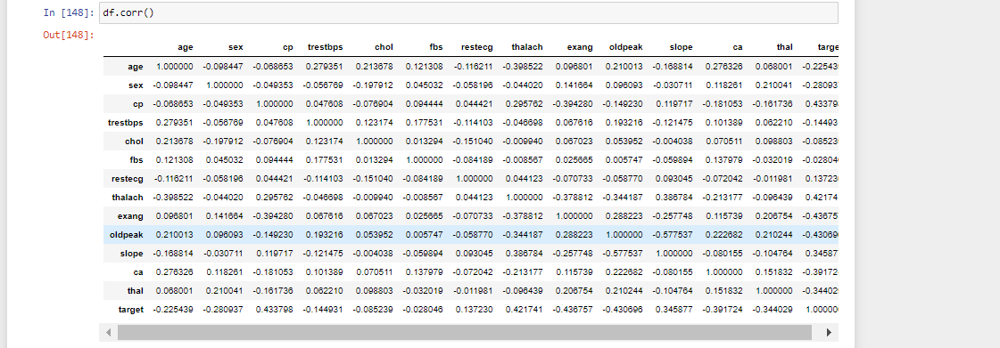 In [148]: df.corr()
Out[148]:
age sex cp trestbps chol fbs restecg thalach exang oldpeak slope ca thal targe
age 1.000000 -0.098447 -0.068653 0.279351 0.213678 0.121308 -0.116211 -0.398522 0.096801 0.210013 -0.168814 0.276326 0.068001 -0.22543
sex -0.098447 1.000000 -0.049353 -0.056769 -0.197912 0.045032 -0.058196 -0.044020 0.141664 0.096093 -0.030711 0.118261 0.210041 -0.28093
cp -0.068653 -0.049353 1.000000 0.047608 -0.076904 0.094444 0.044421 0.295762 -0.394280 -0.149230 0.119717 -0.181053 -0.161736 0.43379
trestbps 0.279351 -0.056769 0.047608 1.000000 0.123174 0.177531 -0.114103 -0.046698 0.067616 0.193216 -0.121475 0.101389 0.062210 -0.14493
chol 0.213678 -0.197912 -0.076904 0.123174 1.000000 0.013294 -0.151040 -0.009940 0.067023 0.053952 -0.004038 0.070511 0.098803 -0.08523
fbs 0.121308 0.045032 0.094444 0.177531 0.013294 1.000000 -0.084189 -0.008567 0.025665 0.005747 -0.059894 0.137979 -0.032019 -0.02804
restecg -0.116211 -0.058196 0.044421 -0.114103 -0.151040 -0.084189 1.000000 0.044123 -0.070733 -0.058770 0.093045 -0.072042 -0.011981 0.13723
thalach -0.398522 -0.044020 0.295762 -0.046698 -0.009940 -0.008567 0.044123 1.000000 -0.378812 -0.344187 0.386784 -0.213177 -0.096439 0.42174
exang 0.096801 0.141664 -0.394280 0.067616 0.067023 0.025665 -0.070733 -0.378812 1.000000 0.288223 -0.257748 0.115739 0.206754 -0.43675
oldpeak 0.210013 0.096093 -0.149230 0.193216 0.053952 0.005747 -0.058770 -0.344187 0.288223 1.000000 -0.577537 0.222682 0.210244 -0.43069
slope -0.168814 -0.030711 0.119717 -0.121475 -0.004038 -0.059894 0.093045 0.386784 -0.257748 -0.577537 1.000000 -0.080155 -0.104764 0.34587
ca 0.276326 0.118261 -0.181053 0.101389 0.070511 0.137979 -0.072042 -0.213177 0.115739 0.222682 -0.080155 1.000000 0.151832 -0.39172
thal 0.068001 0.210041 -0.161736 0.062210 0.098803 -0.032019 -0.011981 -0.096439 0.206754 0.210244 -0.104764 0.151832 1.000000 -0.34402
target -0.225439 -0.280937 0.433798 -0.144931 -0.085239 -0.028046 0.137230 0.421741 -0.436757 -0.430696 0.345877 -0.391724 -0.344029 1.00000